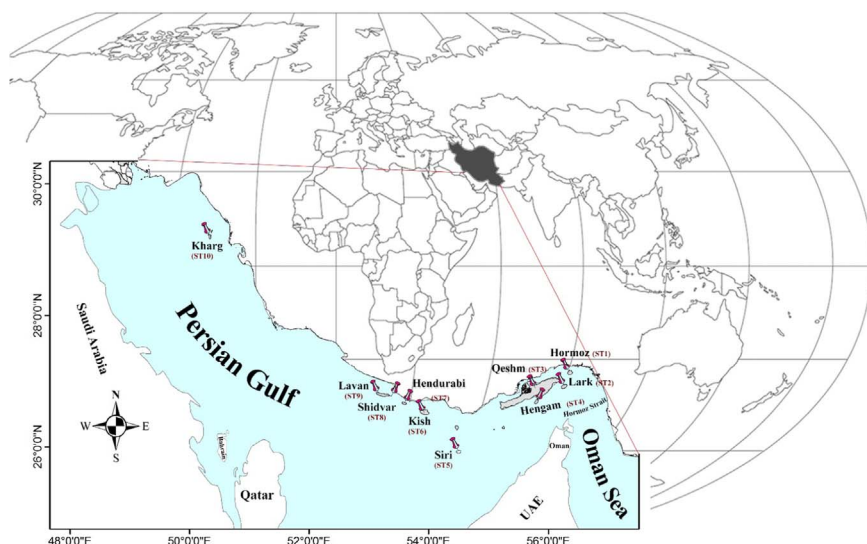 30°0'0"N
28°0'0"N
26°0'0"N
Kharg
(ST10)
Saudi Arabia
Persian Gulf
Hormoz (ST1)
Qeshm (ST3)
Lark (ST2)
Lavan
(ST9)
Hendurabi
(ST7)
Shidvar
(ST8)
Hengam (ST4)
Hormoz Strait
Kish
(ST6)
N
W E
S
Siri
(ST5)
Oman
Oman Sea
Bahrain
Qatar
UAE
48°0'0"E 50°0'0"E 52°0'0"E 54°0'0"E 56°0'0"E